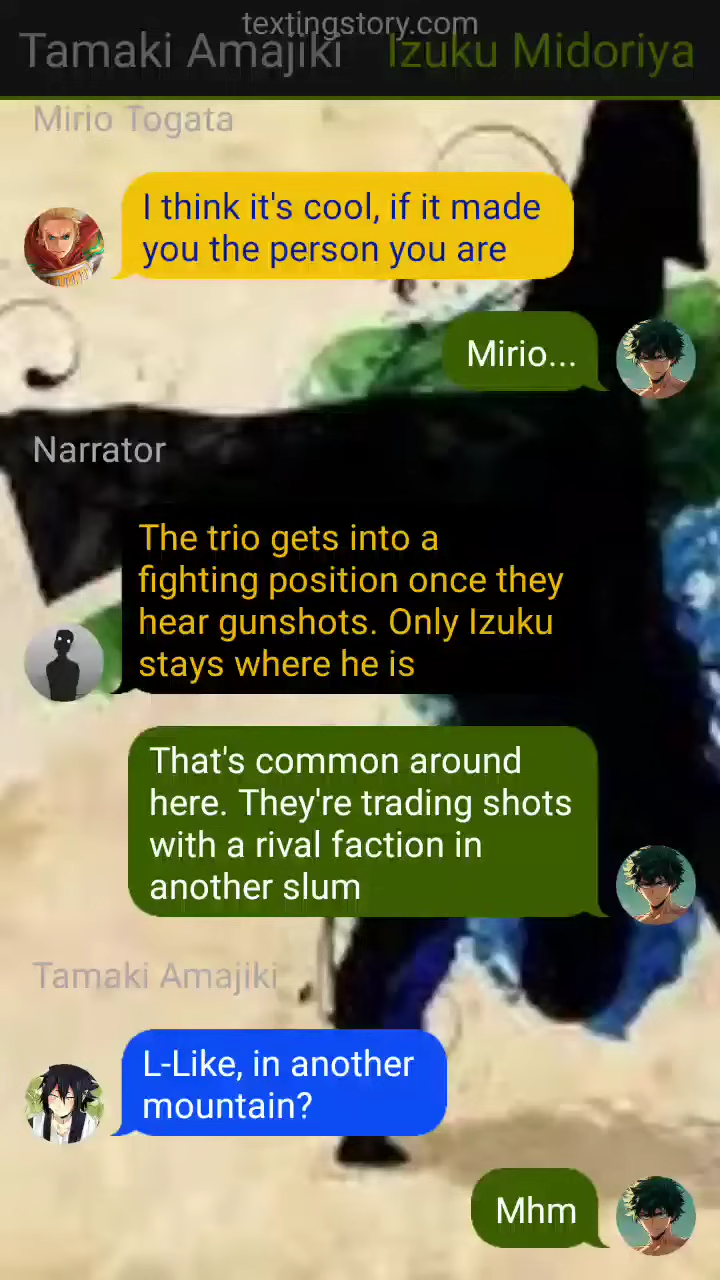 textingstory.com
Tamaki Amajiki Izuku Midoriya
Mirio Togata
I think it's cool, if it made
you the person you are
Mirio...
Narrator
The trio gets into a
fighting position once they
hear gunshots. Only Izuku
stays where he is
That's common around
here. They're trading shots
with a rival faction in
another slum
Tamaki Amajiki
L-Like, in another
mountain?
Mhm